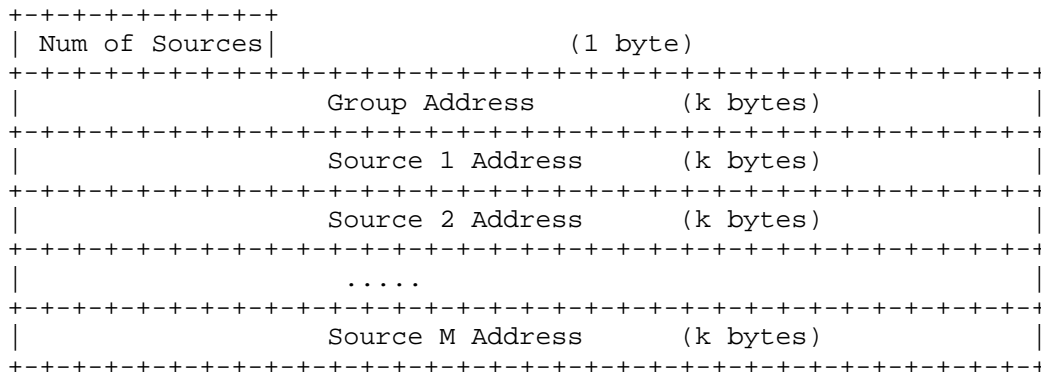 +-+-+-+-+-+-+-+-+
| Num of Sources| (1 byte)
+-+-+-+-+-+-+-+-+-+-+-+-+-+-+-+-+-+-+-+-+-+-+-+-+-+-+-+-+-+-+-+-+
| Group Address (k bytes) |
+-+-+-+-+-+-+-+-+-+-+-+-+-+-+-+-+-+-+-+-+-+-+-+-+-+-+-+-+-+-+-+-+
| Source 1 Address (k bytes) |
+-+-+-+-+-+-+-+-+-+-+-+-+-+-+-+-+-+-+-+-+-+-+-+-+-+-+-+-+-+-+-+-+
| Source 2 Address (k bytes) |
+-+-+-+-+-+-+-+-+-+-+-+-+-+-+-+-+-+-+-+-+-+-+-+-+-+-+-+-+-+-+-+-+
| ..... |
+-+-+-+-+-+-+-+-+-+-+-+-+-+-+-+-+-+-+-+-+-+-+-+-+-+-+-+-+-+-+-+-+
| Source M Address (k bytes) |
+-+-+-+-+-+-+-+-+-+-+-+-+-+-+-+-+-+-+-+-+-+-+-+-+-+-+-+-+-+-+-+-+